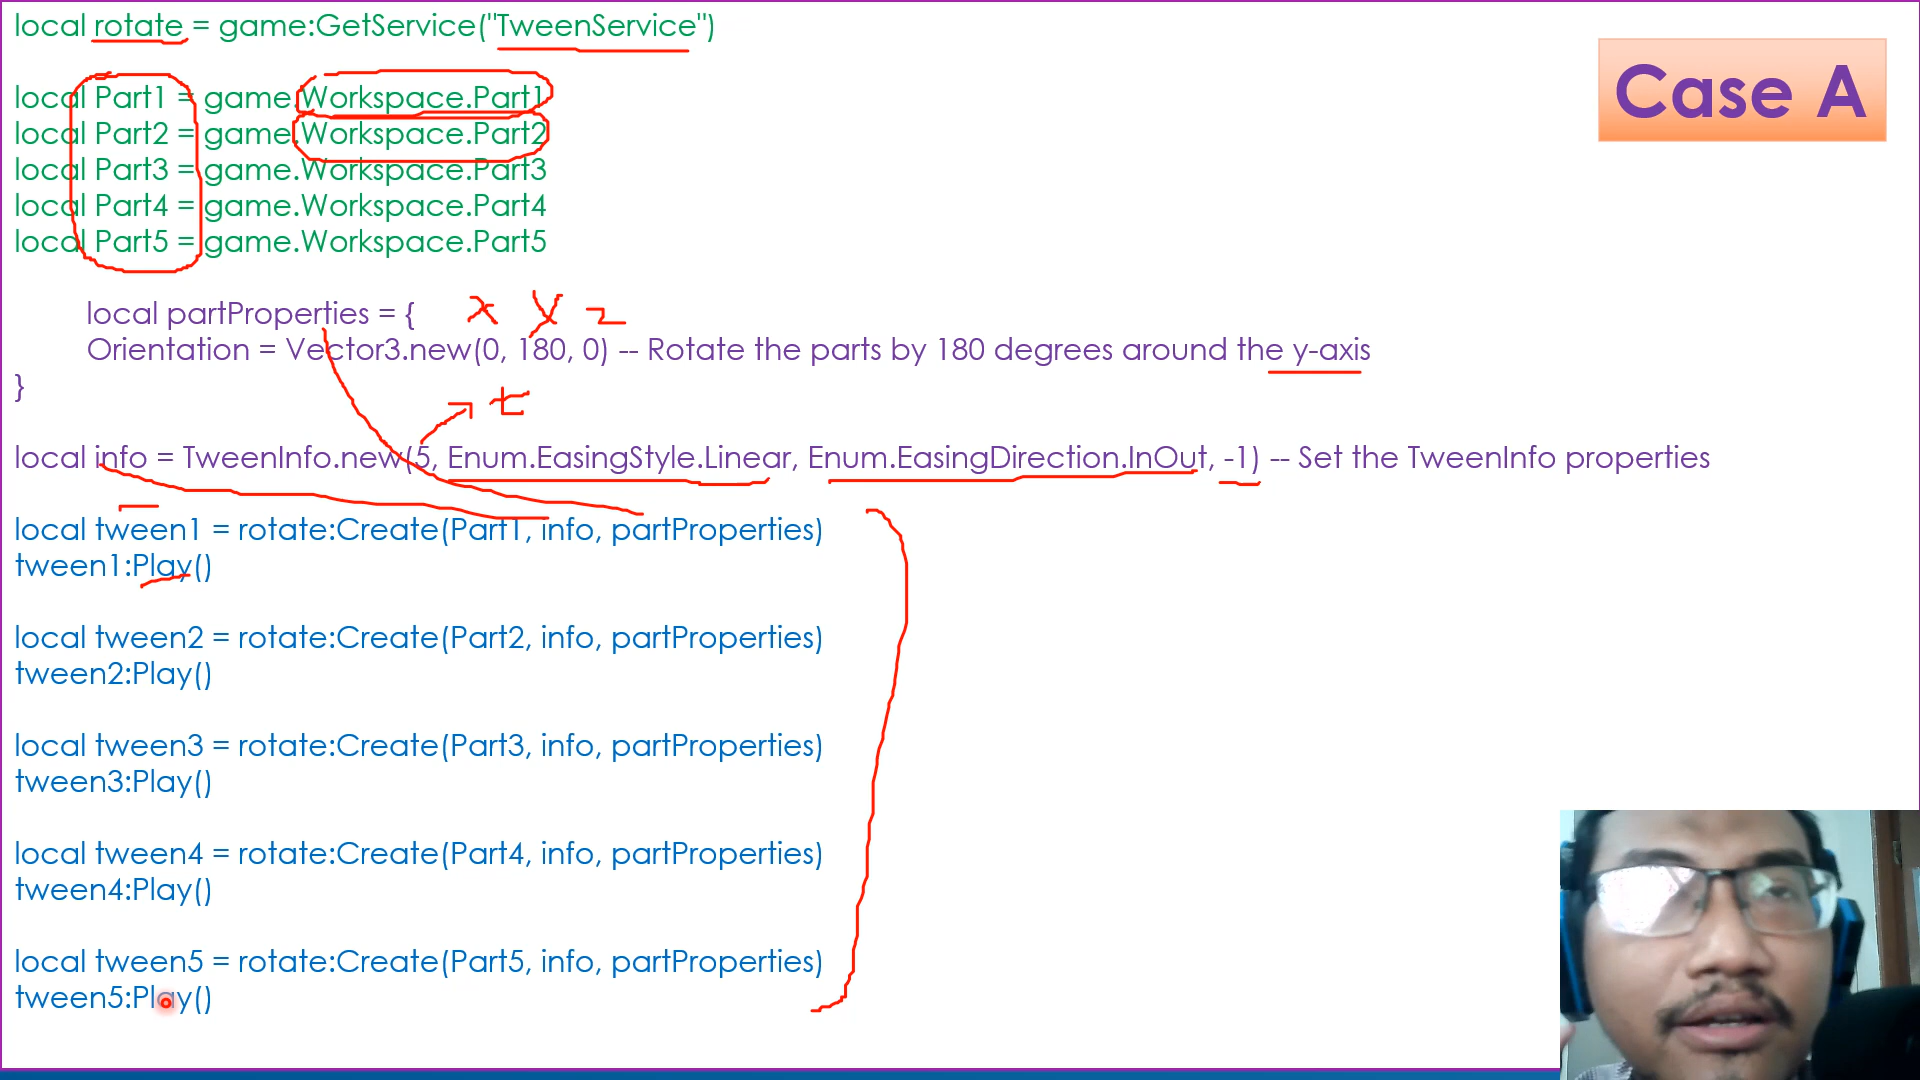 local rotate = game:GetService("TweenService")
Case A
local Part1 = game.Workspace.Part1
local Part2 = game.Workspace.Part2
local Part3 = game.Workspace.Part3
local Part4 = game.Workspace.Part4
local Part5 = game.Workspace.Part5
x y z
local partProperties = {
Orientation = Vector3.new(0, 180, 0) -- Rotate the parts by 180 degrees around the y-axis
}
t
local info = TweenInfo.new(5, Enum.EasingStyle.Linear, Enum.EasingDirection.InOut, -1) -- Set the TweenInfo properties
local tween1 = rotate:Create(Part1, info, partProperties)
tween1:Play()
local tween2 = rotate:Create(Part2, info, partProperties)
tween2:Play()
local tween3 = rotate:Create(Part3, info, partProperties)
tween3:Play()
local tween4 = rotate:Create(Part4, info, partProperties)
tween4:Play()
local tween5 = rotate:Create(Part5, info, partProperties)
tween5:Play()